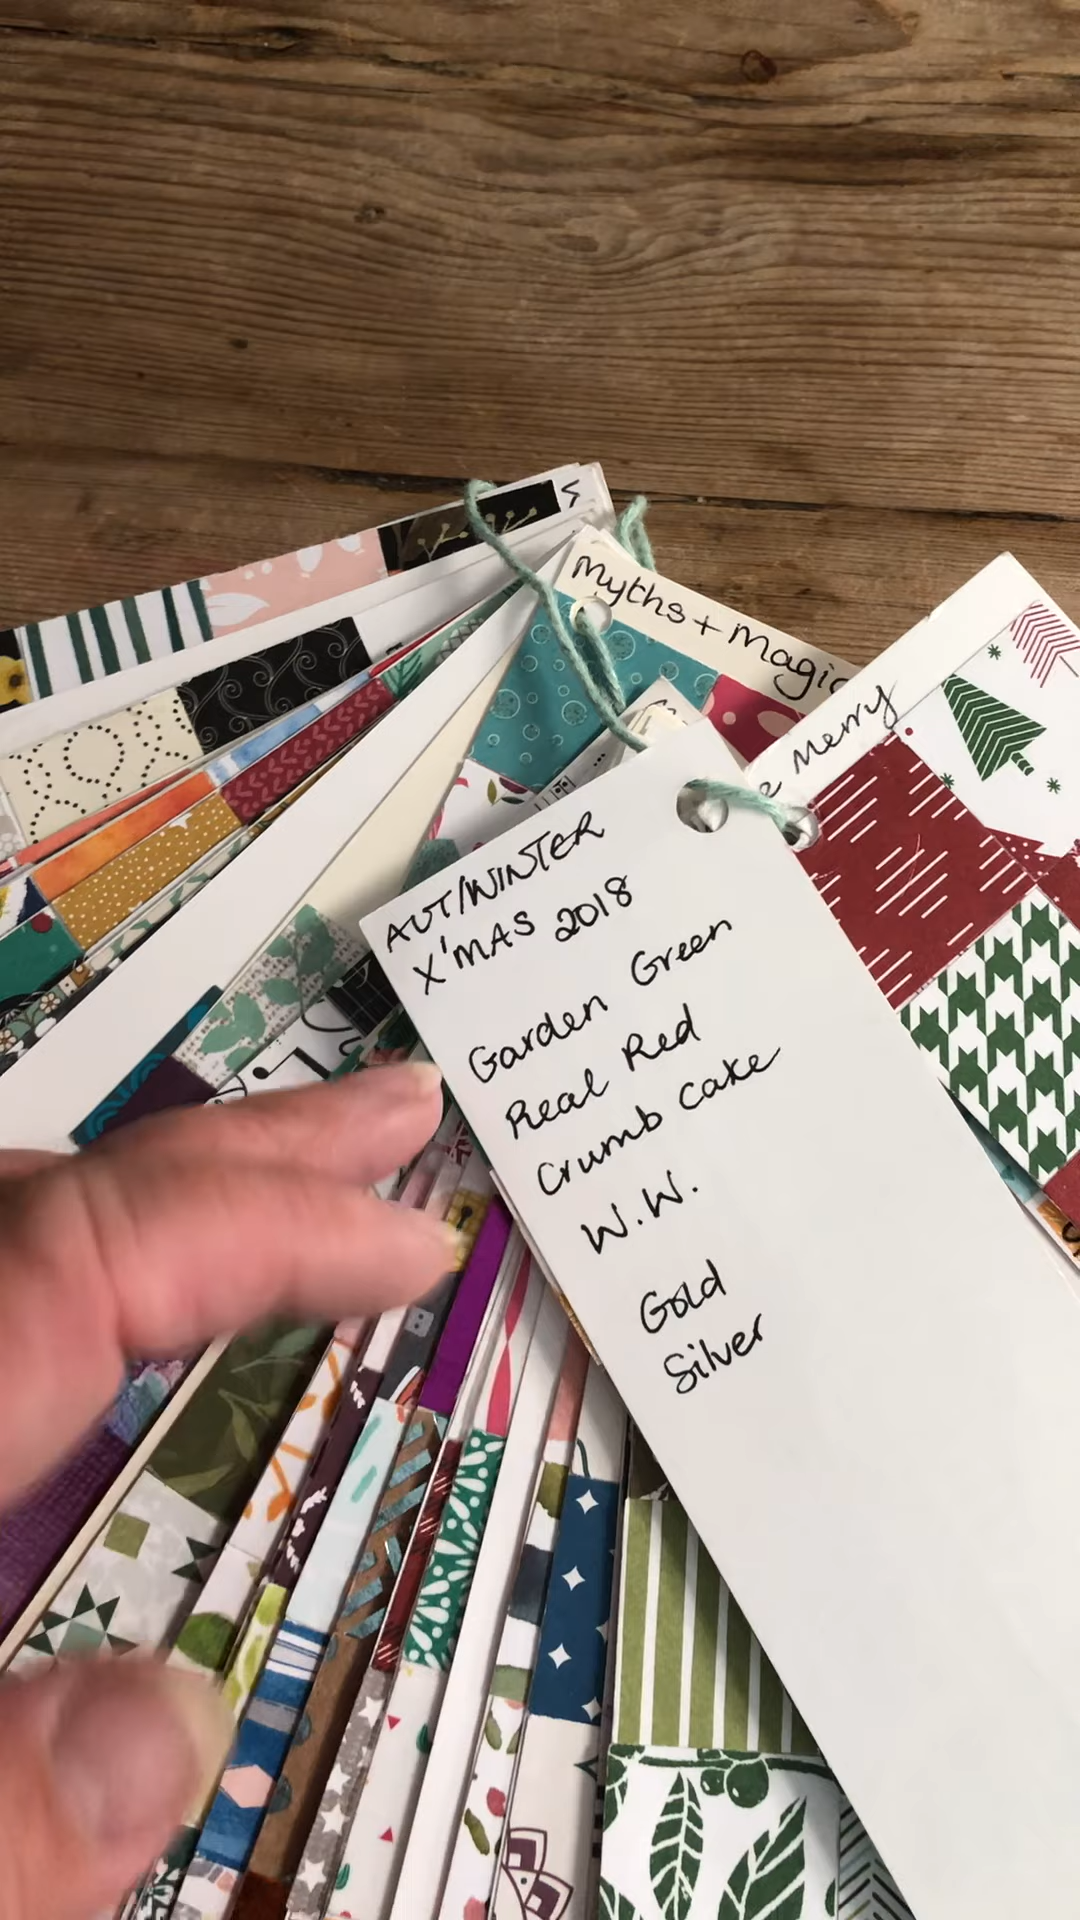 Myths + Magic
Merry
AUT/WINTER
X'MAS 2018
Garden Green
Real Red
Crumb Cake
W.W.
Gold
Silver